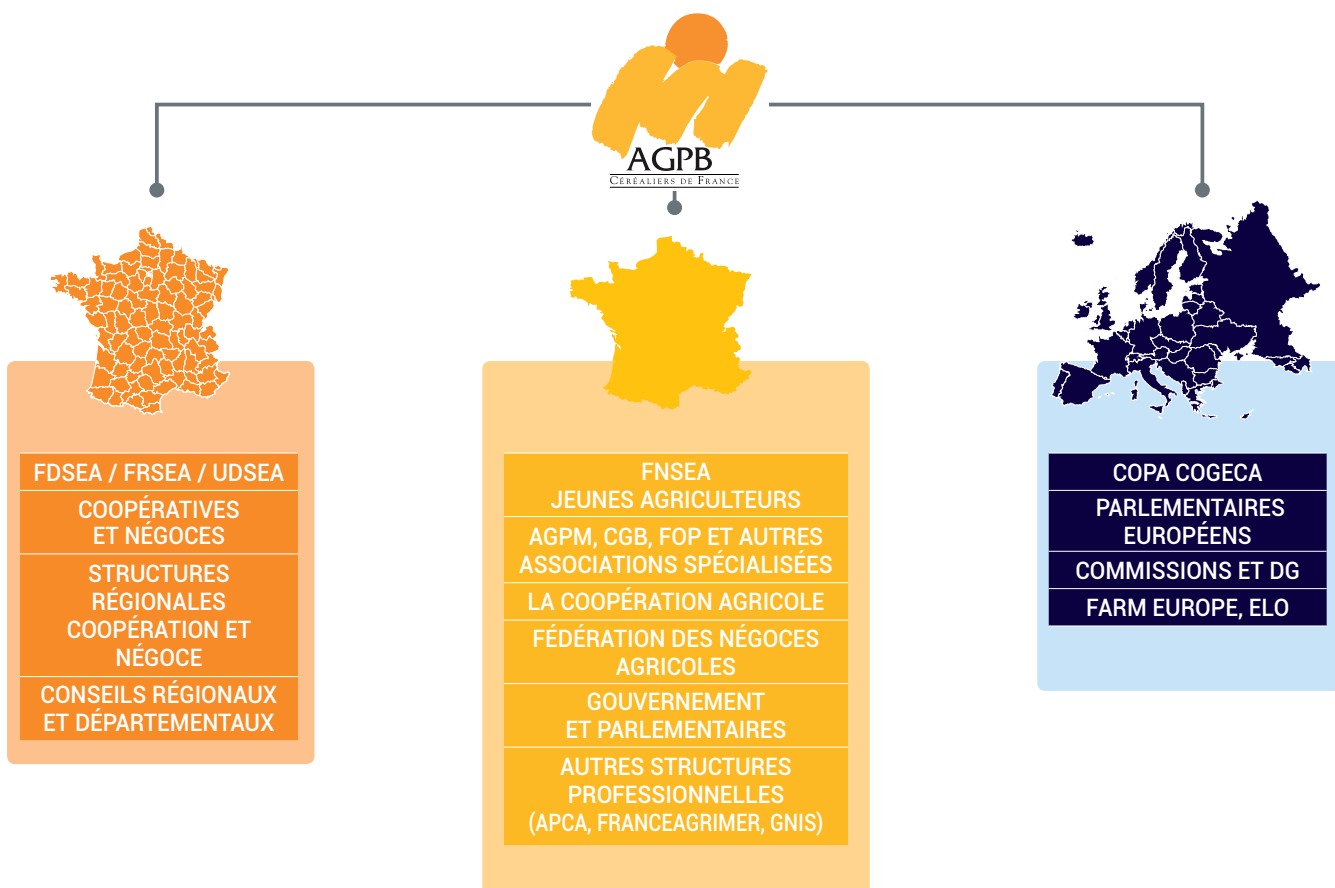 AGPB
CÉRÉALIERS DE FRANCE
FDSEA / FRSEA / UDSEA
COOPÉRATIVES
ET NÉGOCES
STRUCTURES
RÉGIONALES
COOPÉRATION ET
NÉGOCE
CONSEILS RÉGIONAUX
ET DÉPARTEMENTAUX
FNSEA
JEUNES AGRICULTEURS
AGPM, CGB, FOP ET AUTRES
ASSOCIATIONS SPÉCIALISÉES
LA COOPÉRATION AGRICOLE
FÉDÉRATION DES NÉGOCES
AGRICOLES
GOUVERNEMENT
ET PARLEMENTAIRES
AUTRES STRUCTURES
PROFESSIONNELLES
(APCA, FRANCEAGRIMER, GNIS)
COPA COGECA
PARLEMENTAIRES
EUROPÉENS
COMMISSIONS ET DG
FARM EUROPE, ELO